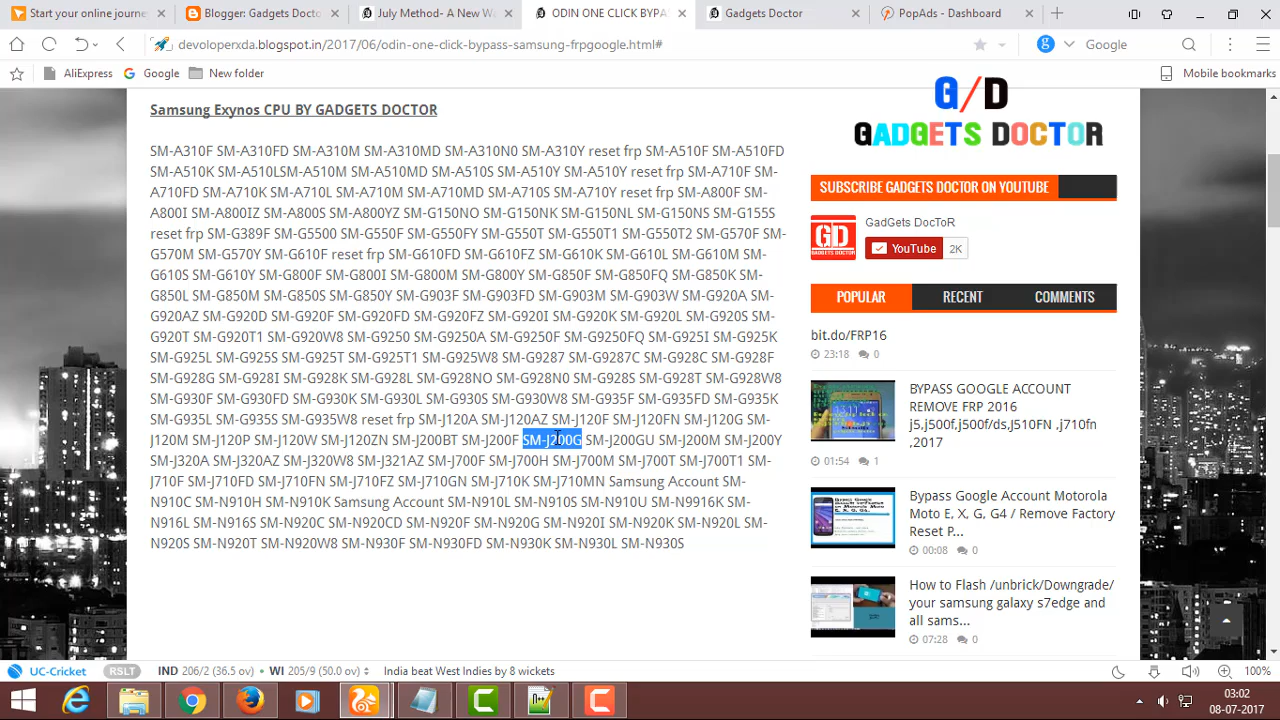 Start your online journe
Blogger: Gadgets Docto
July Method- A New W
ODIN ONE CLICK BYPA
Gadgets Doctor
PopAds - Dashboard
devoloperxda.blogspot.in/2017/06/odin-one-click-bypass-samsung-frpgoogle.html#
Google
AliExpress
Google
New folder
Mobile bookmarks
Samsung Exynos CPU BY GADGETS DOCTOR
SM-A310M SM-A310MD SM-A310N0 SM-A310Y reset frp SM-A510F SM-A510FD
SM-A510K SM-A510LSM-A510M SM-A510MD SM-A510S SM-A510Y SM-A510Y reset frp SM-A710F SM-
A710FD SM-A710K SM-A710L SM-A710M SM-A710MD SM-A710S SM-A710Y reset frp SM-A800F SM-
A800I SM-A800IZ SM-A800S SM-A800YZ SM-G150NO SM-G150NK SM-G150NL SM-G150NS SM-G155S
reset frp SM-G389F SM-G5500 SM-G550F SM-G550FY SM-G550T SM-G550T1 SM-G550T2 SM-G570F SM-
G570M SM-G570Y SM-G610F reset frp SM-G610FD SM-G610FZ SM-G610K SM-G610L SM-G610M SM-
G610S SM-G610Y SM-G800F SM-G800I SM-G800M SM-G800Y SM-G850F SM-G850FQ SM-G850K SM-
G850L SM-G850M SM-G850S SM-G850Y SM-G903F SM-G903FD SM-G903M SM-G903W SM-G920A SM-
G920AZ SM-G920D SM-G920F SM-G920FD SM-G920FZ SM-G920I SM-G920K SM-G920L SM-G920S SM-
G920T SM-G920T1 SM-G920W8 SM-G9250 SM-G9250A SM-G925F SM-G925FQ SM-G925I SM-G925K
SM-G925L SM-G925S SM-G925T SM-G925T1 SM-G925W8 SM-G9287 SM-G9287C SM-G928C SM-G928F
SM-G928G SM-G928I SM-G928K SM-G928L SM-G928NO SM-G928N0 SM-G928S SM-G928T SM-G928W8
SM-G930F SM-G930FD SM-G930K SM-G930L SM-G930S SM-G930W8 SM-G935F SM-G935FD SM-G935K
SM-G935L SM-G935S SM-G935W8 reset frp SM-J120A SM-J120AZ SM-J120F SM-J120FN SM-J120G SM-
J120M SM-J120P SM-J120W SM-J120ZN SM-J200BT SM-J200F SM-J200G SM-J200GU SM-J200M SM-J200Y
SM-J320A SM-J320AZ SM-J320W8 SM-J321AZ SM-J700F SM-J700H SM-J700M SM-J700T SM-J700T1 SM-
J710F SM-J710FD SM-J710FN SM-J710FZ SM-J710GN SM-J710K SM-J710MN Samsung Account SM-
N910C SM-N910H SM-N910K Samsung Account SM-N910L SM-N910S SM-N910U SM-N9916K SM-
N916L SM-N916S SM-N920C SM-N920CD SM-N920F SM-N920G SM-N920I SM-N920K SM-N920L SM-
N920S SM-N920T SM-N920W8 SM-N930F SM-N930FD SM-N930K SM-N930L SM-N930S
G/D
GADGETS DOCTOR
SUBSCRIBE GADGETS DOCTOR ON YOUTUBE
GD
GADGETS DOCTOR
GadGets DocToR
YouTube 2K
POPULAR RECENT COMMENTS
bit.do/FRP16
23:18 0
BYPASS GOOGLE ACCOUNT
REMOVE FRP 2016
j5,j500f,j500f/ds,J510FN ,j710fn
,2017
01:54 1
Bypass Google Account Motorola
Moto E, X, G, G4 / Remove Factory
Reset P...
00:08 0
How to Flash /unbrick/Downgrade/
your samsung galaxy s7edge and
all sams...
07:28 0
UC-Cricket RSLT IND 206/2 (36.5 ov) • WI 205/9 (50.0 ov) India beat West Indies by 8 wickets
100%
03:02
08-07-2017